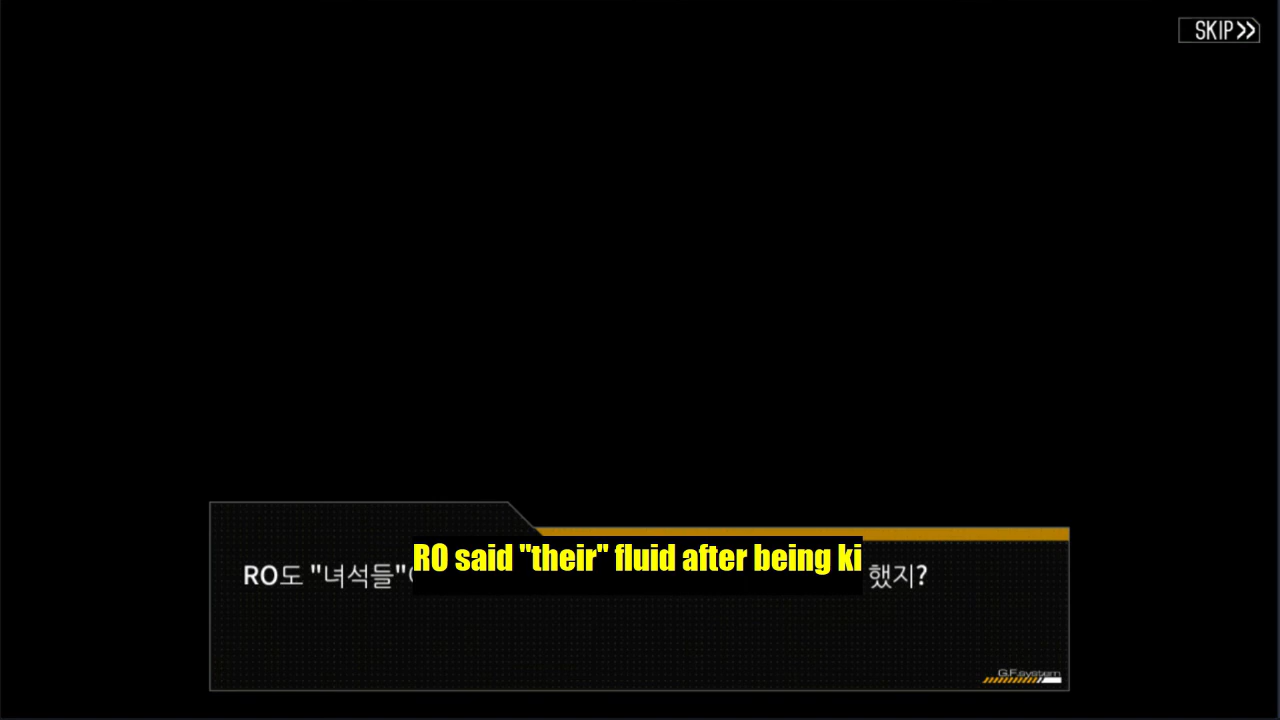 SKIP
RO said "their" fluid after being ki
RO도 "녀석들" 했지?
G.F.system